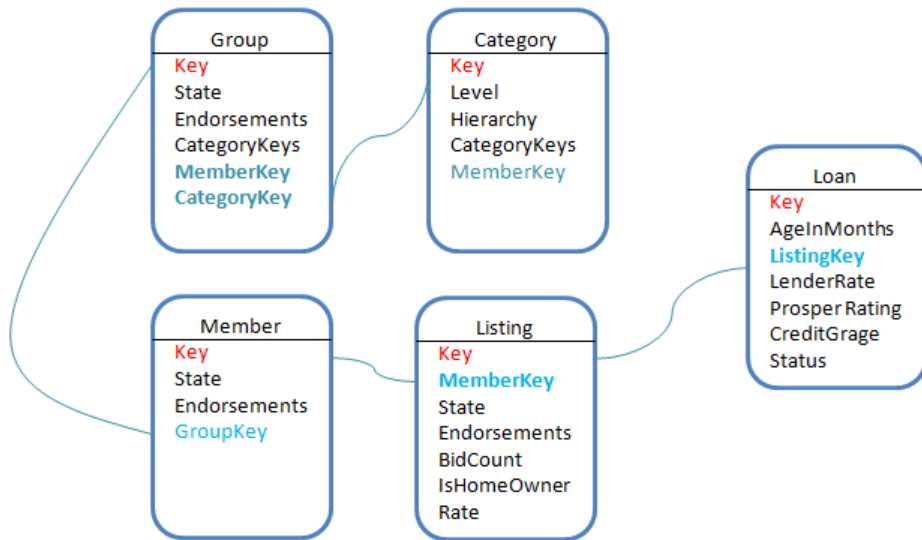 Group
Key
State
Endorsements
CategoryKeys
MemberKey
CategoryKey
Category
Key
Level
Hierarchy
CategoryKeys
MemberKey
Loan
Key
AgeInMonths
ListingKey
LenderRate
Prosper Rating
CreditGrage
Status
Member
Key
State
Endorsements
GroupKey
Listing
Key
MemberKey
State
Endorsements
BidCount
IsHomeOwner
Rate